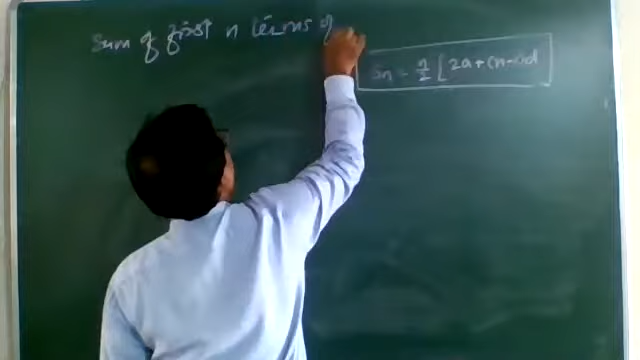 Sum of first n terms of
Sn = n/2 [2a+(n-1)d